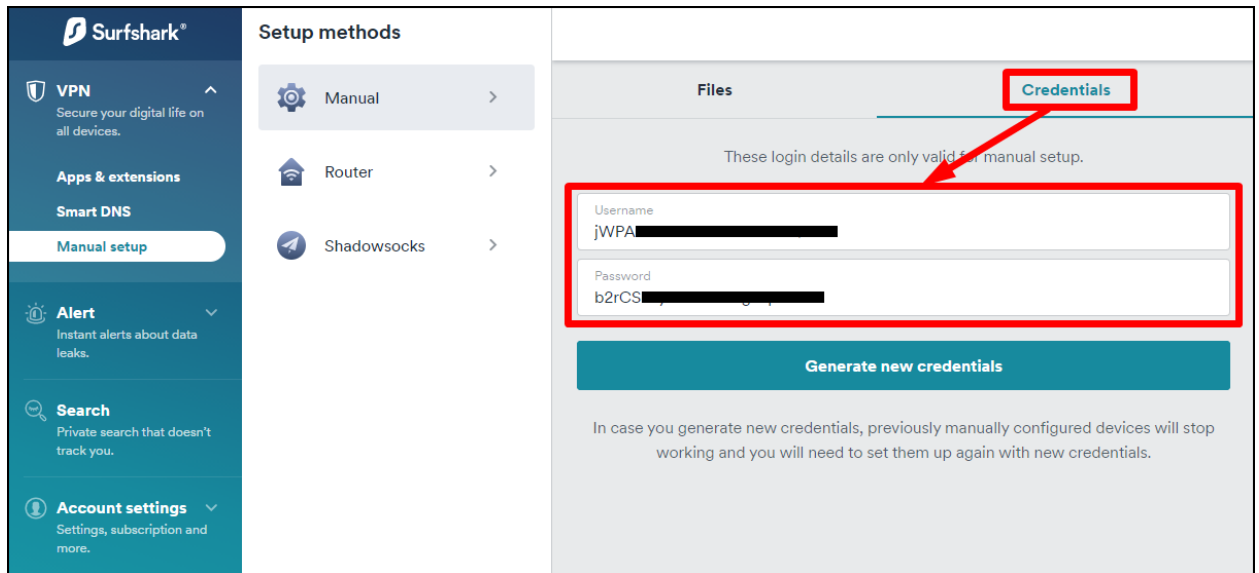 Surfshark®
VPN
Secure your digital life on
all devices.
Apps & extensions
Smart DNS
Manual setup
Alert
Instant alerts about data
leaks.
Search
Private search that doesn't
track you.
Account settings
Settings, subscription and
more.
Setup methods
Manual
Router
Shadowsocks
Files
Credentials
These login details are only valid for manual setup.
Username
jWPA
Password
b2rCS
Generate new credentials
In case you generate new credentials, previously manually configured devices will stop
working and you will need to set them up again with new credentials.